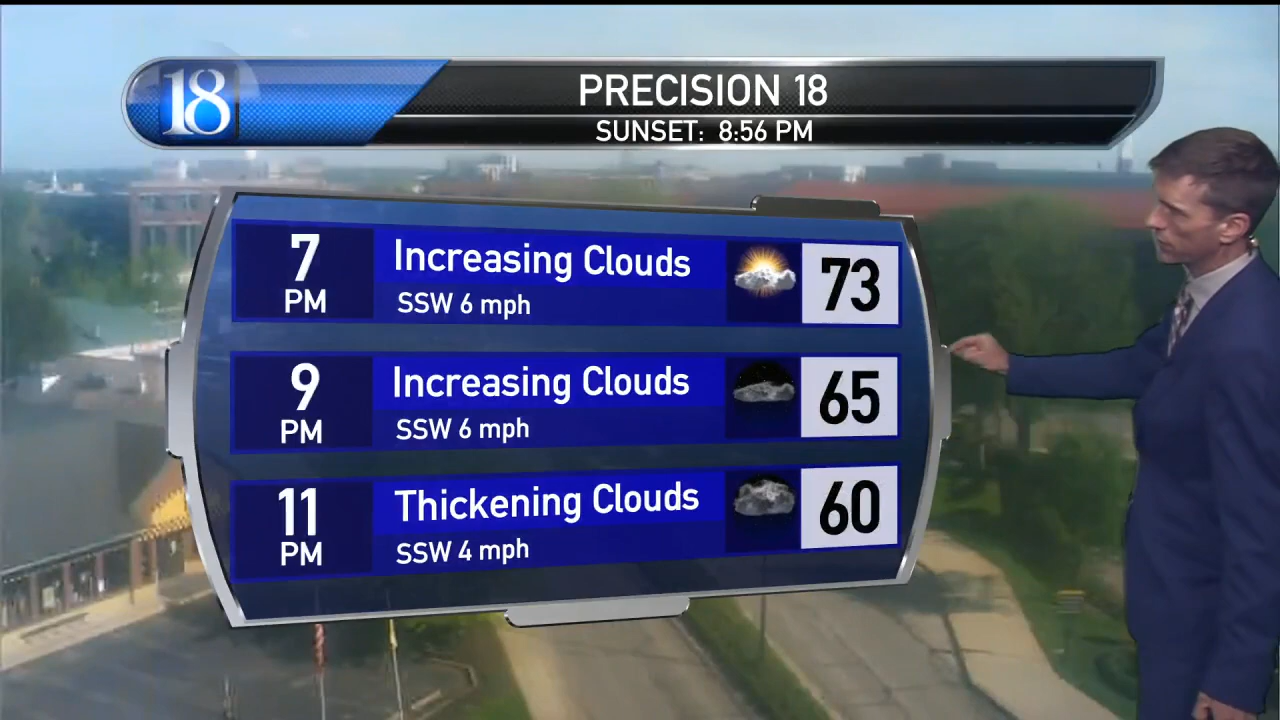 18
PRECISION 18
SUNSET: 8:56 PM
7
PM
Increasing Clouds
SSW 6 mph
73
9
PM
Increasing Clouds
SSW 6 mph
65
11
PM
Thickening Clouds
SSW 4 mph
60